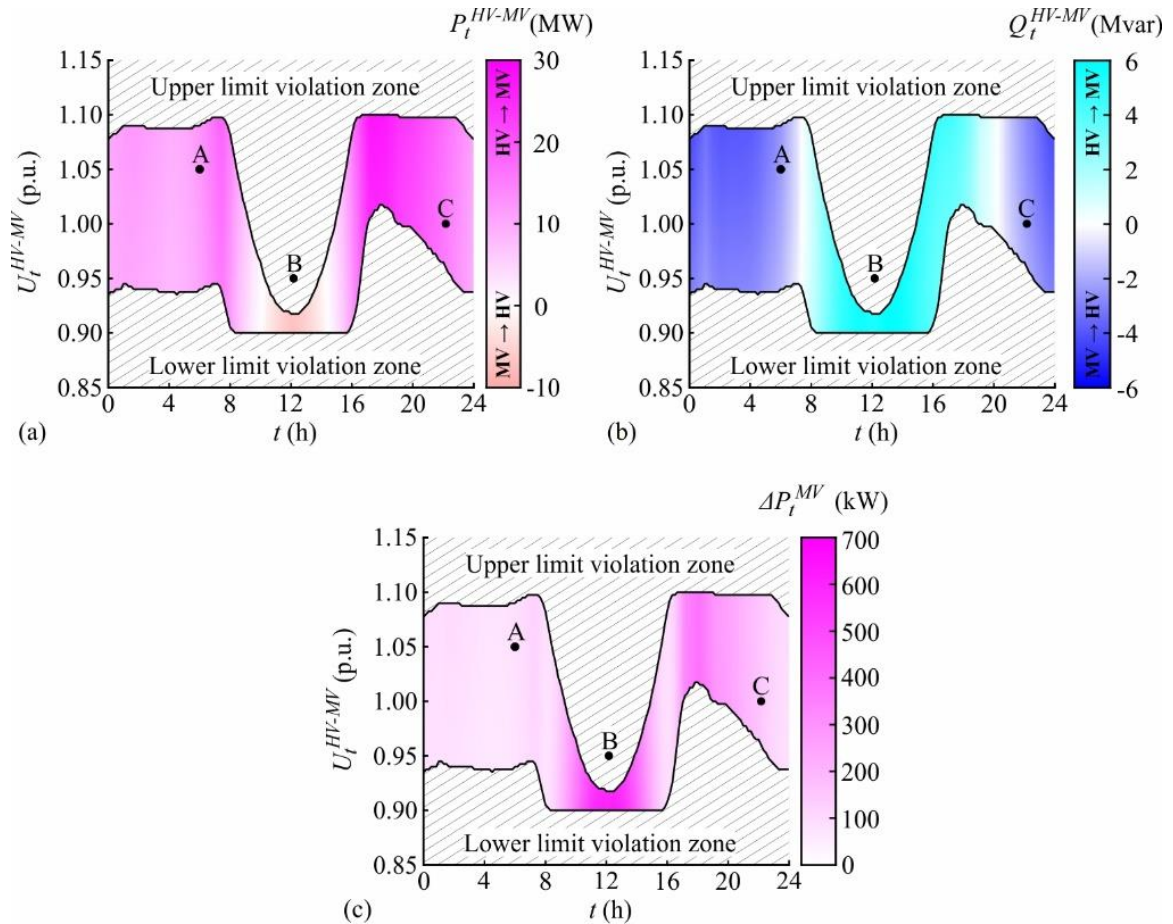 P_t^{HV-MV}(MW)
1.15
1.10
1.05
1.00
0.95
0.90
0.85
U_t^{HV-MV} (p.u.)
Upper limit violation zone
A
B
C
Lower limit violation zone
0 4 8 12 16 20 24
t (h)
30
20
10
0
-10
HV → MV
MV → HV
(a)
Q_t^{HV-MV}(Mvar)
1.15
1.10
1.05
1.00
0.95
0.90
0.85
U_t^{HV-MV} (p.u.)
Upper limit violation zone
A
B
C
Lower limit violation zone
0 4 8 12 16 20 24
t (h)
6
4
2
0
-2
-4
-6
HV → MV
MV → HV
(b)
ΔP_t^{MV} (kW)
1.15
1.10
1.05
1.00
0.95
0.90
0.85
U_t^{HV-MV} (p.u.)
Upper limit violation zone
A
B
C
Lower limit violation zone
0 4 8 12 16 20 24
t (h)
700
600
500
400
300
200
100
0
(c)